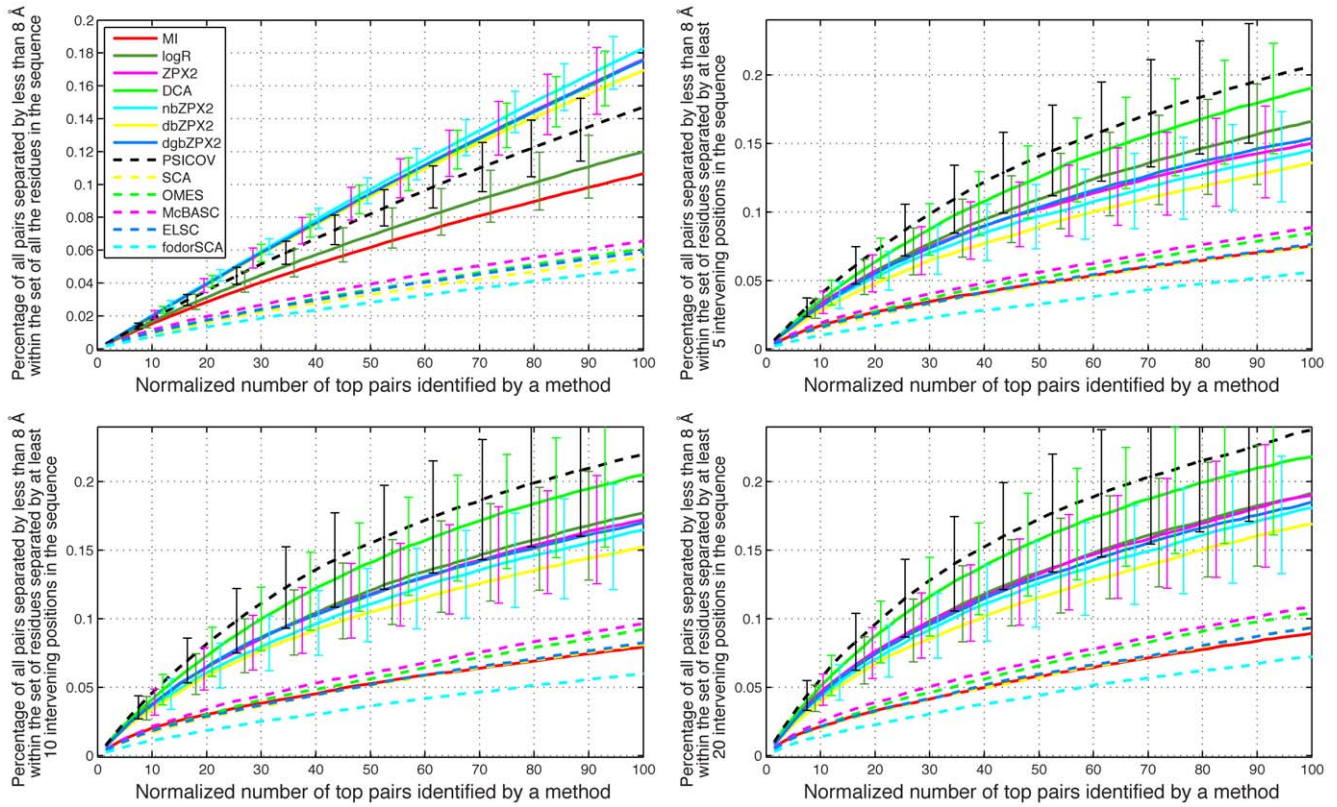 Percentage of all pairs separated by less than 8 Å
within the set of all the residues in the sequence
0.2
0.18
0.16
0.14
0.12
0.1
0.08
0.06
0.04
0.02
0
MI
logR
ZPX2
DCA
nbZPX2
dbZPX2
dgbZPX2
PSICOV
SCA
OMES
McBASC
ELSC
fodorSCA
0 10 20 30 40 50 60 70 80 90 100
Normalized number of top pairs identified by a method
Percentage of all pairs separated by less than 8 Å
within the set of residues separated by at least
5 intervening positions in the sequence
0.2
0.15
0.1
0.05
0
0 10 20 30 40 50 60 70 80 90 100
Normalized number of top pairs identified by a method
Percentage of all pairs separated by less than 8 Å
within the set of residues separated by at least
10 intervening positions in the sequence
0.2
0.15
0.1
0.05
0
0 10 20 30 40 50 60 70 80 90 100
Normalized number of top pairs identified by a method
Percentage of all pairs separated by less than 8 Å
within the set of residues separated by at least
20 intervening positions in the sequence
0.2
0.15
0.1
0.05
0
0 10 20 30 40 50 60 70 80 90 100
Normalized number of top pairs identified by a method